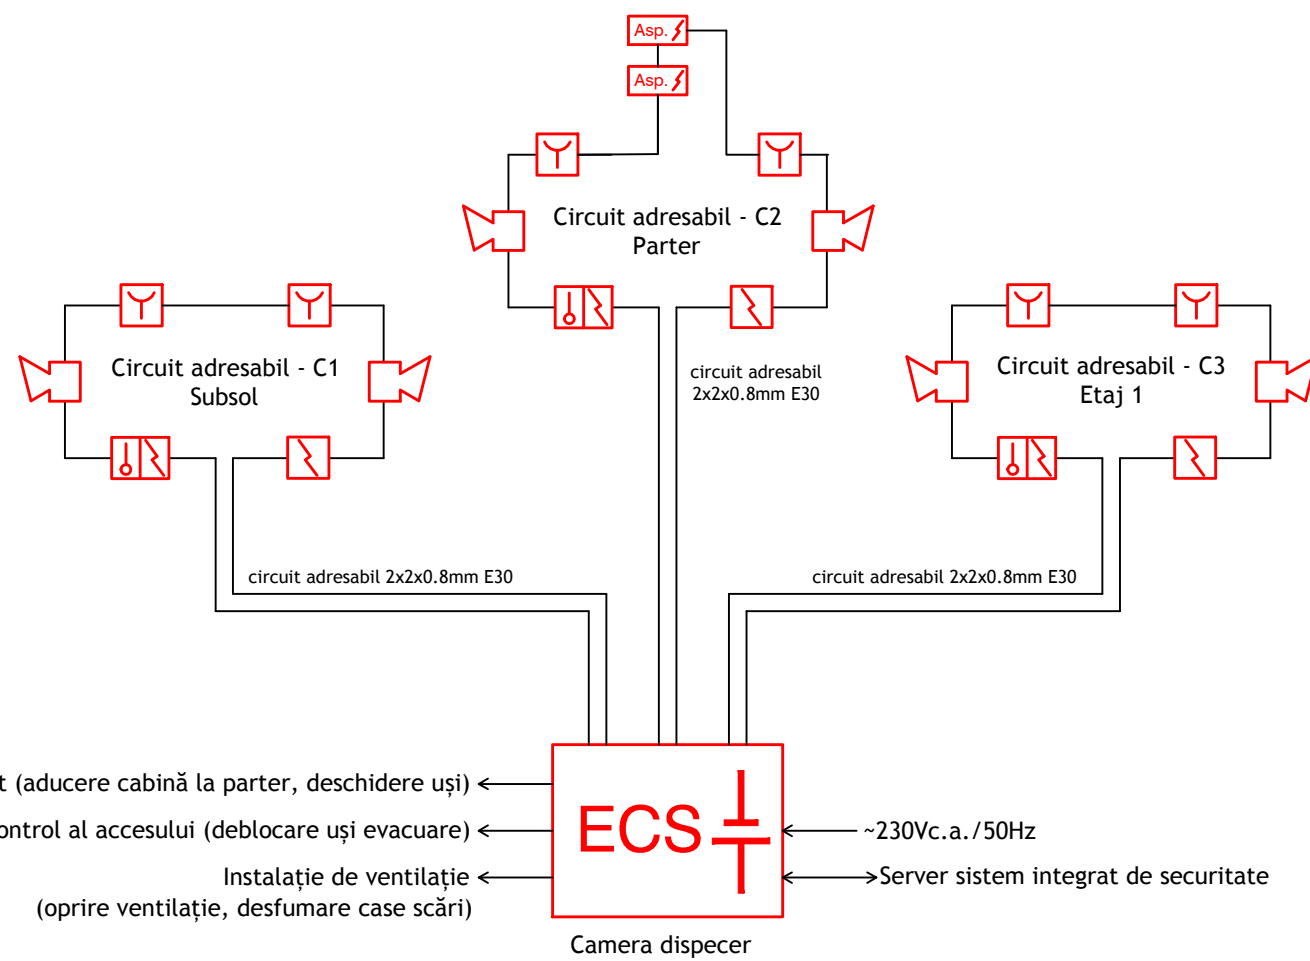 Asp.
Asp.
Circuit adresabil - C2
Parter
Circuit adresabil - C1
Subsol
circuit adresabil
2x2x0.8mm E30
Circuit adresabil - C3
Etaj 1
circuit adresabil 2x2x0.8mm E30
circuit adresabil 2x2x0.8mm E30
(aducere cabină la parter, deschidere uși)
al accesului (deblocare uși evacuare)
Instalație de ventilație
(oprire ventilație, desfumare case scări)
ECS
~230Vc.a./50Hz
Server sistem integrat de securitate
Camera dispecer